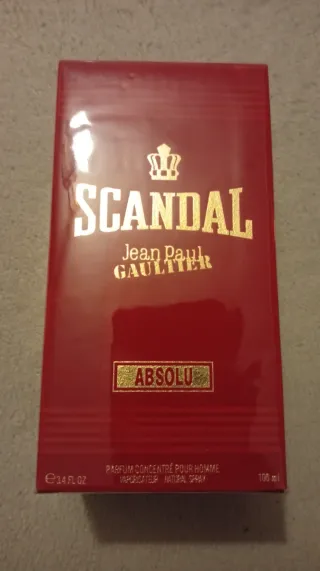 SCANDAL
Jean Paul
GAULTIER
ABSOLU
PARFUM CONCENTRÉ POUR HOMME
VAPORISATEUR NATURAL SPRAY
℮ 3.4 FL OZ 100 ml